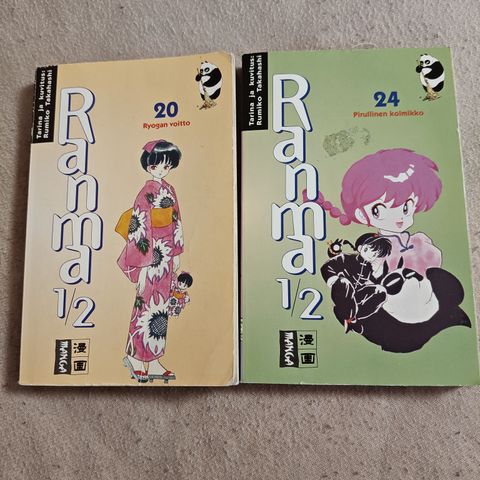 Tarina ja kuvitus:
Rumiko Takahashi
Ranma 1/2
20
Ryogan voitto
漫画
MANGA
Tarina ja kuvitus:
Rumiko Takahashi
Ranma 1/2
24
Pirullinen kolmikko
漫画
MANGA